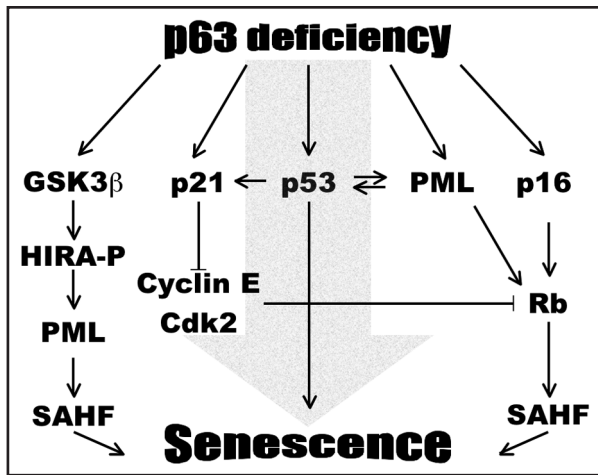 p63 deficiency
GSK3β p21 p53 PML p16
HIRA-P
Cyclin E
Cdk2
Rb
PML
SAHF SAHF
Senescence